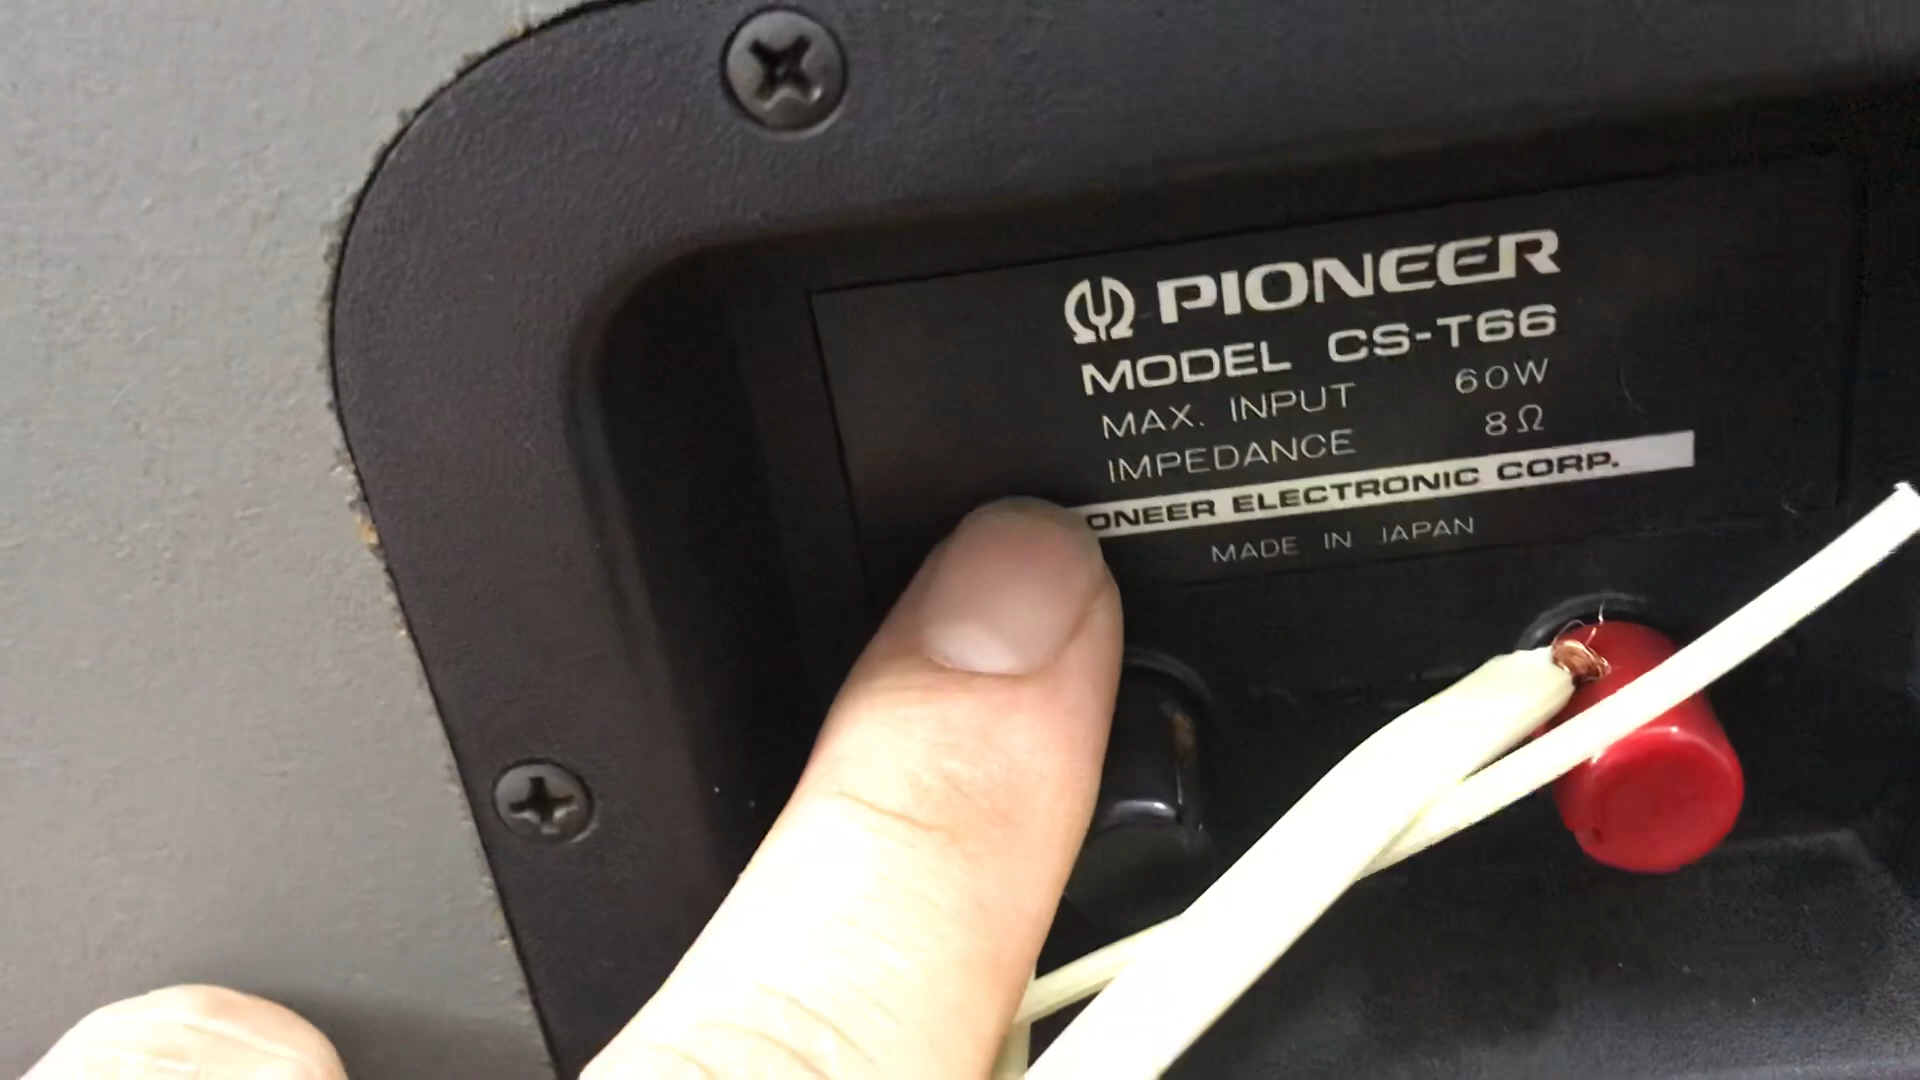 PIONEER
MODEL CS-T66
MAX. INPUT 60W
IMPEDANCE 8Ω
ONEER ELECTRONIC CORP.
MADE IN JAPAN